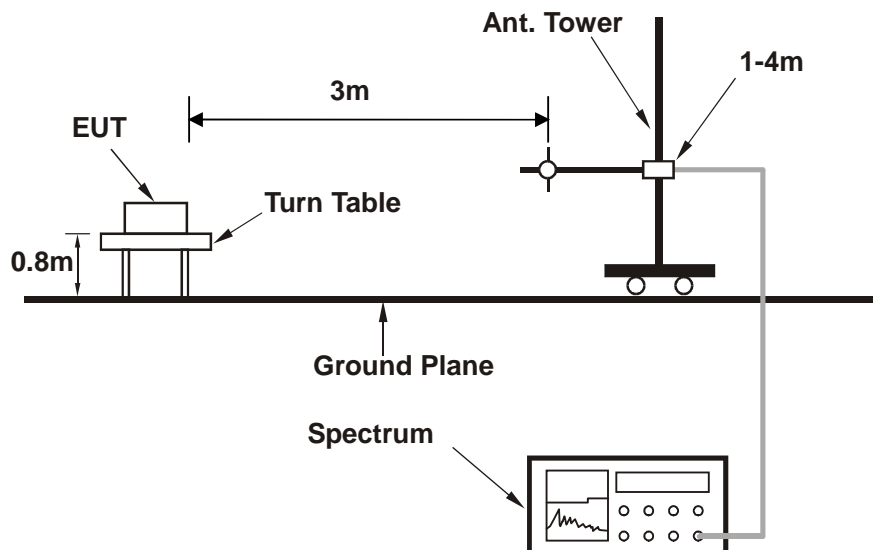 Ant. Tower
1-4m
3m
EUT
Turn Table
0.8m
Ground Plane
Spectrum